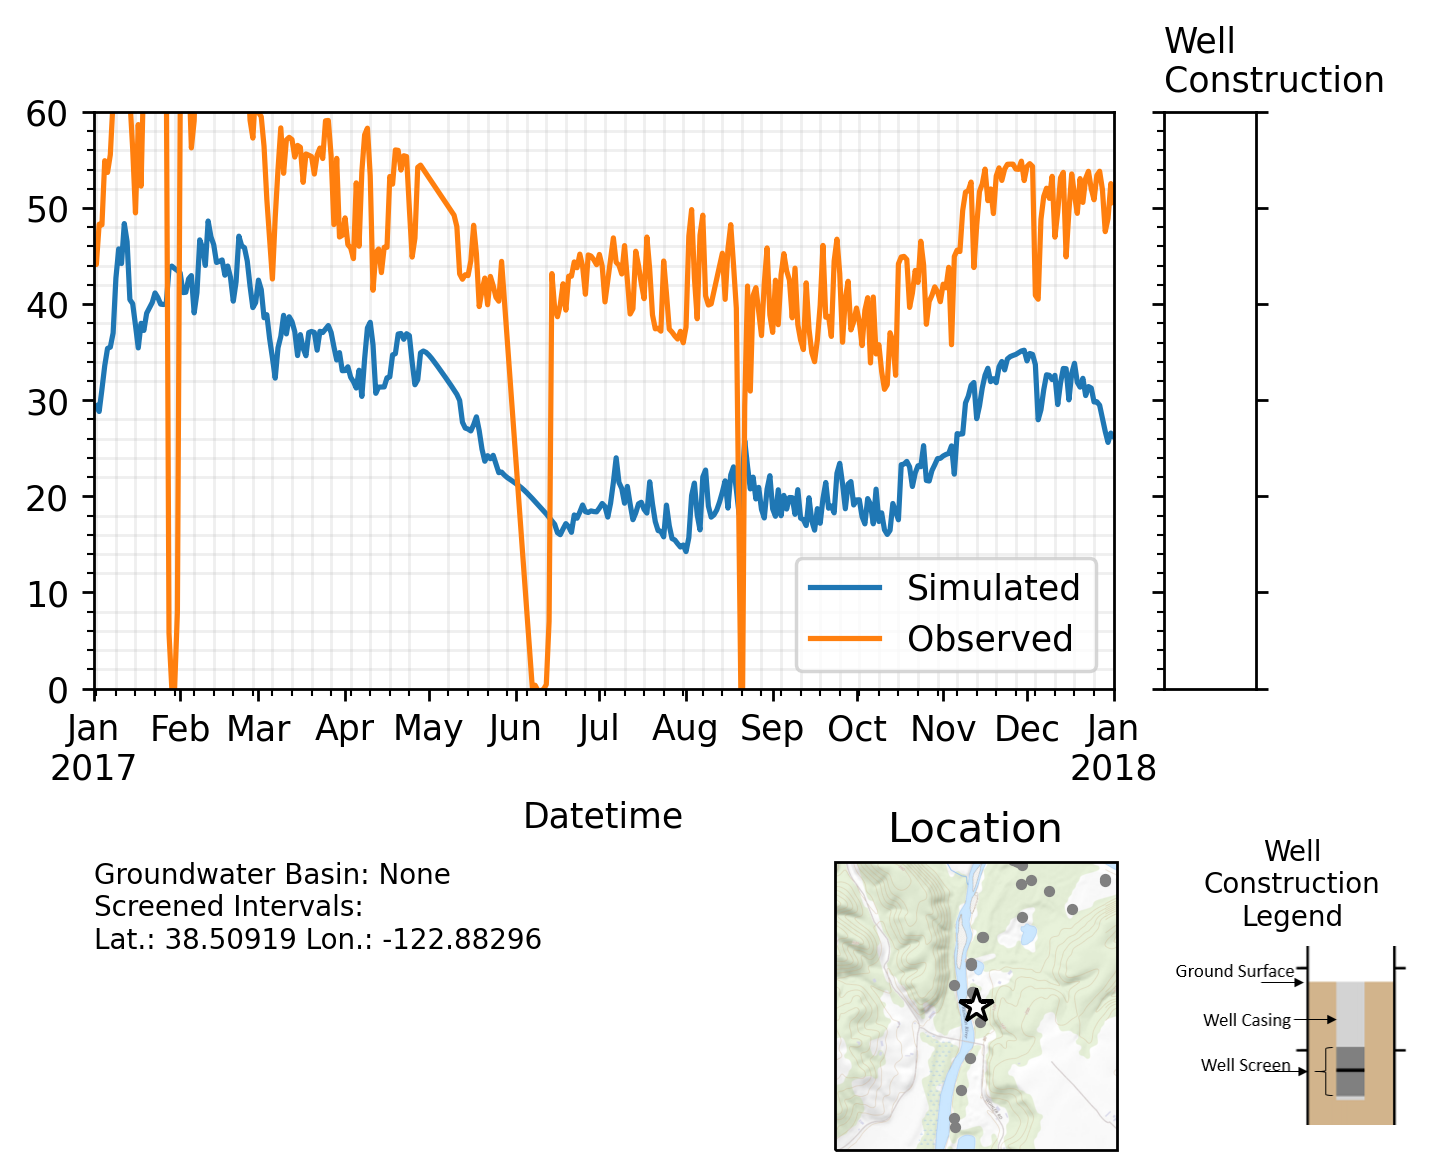 Well
Construction
60
50
40
30
20
10
0
Simulated
Observed
Jan Feb Mar Apr May Jun Jul Aug Sep Oct Nov Dec Jan
2017 2018
Datetime
Groundwater Basin: None
Screened Intervals:
Lat.: 38.50919 Lon.: -122.88296
Location
Well
Construction
Legend
Ground Surface
Well Casing
Well Screen